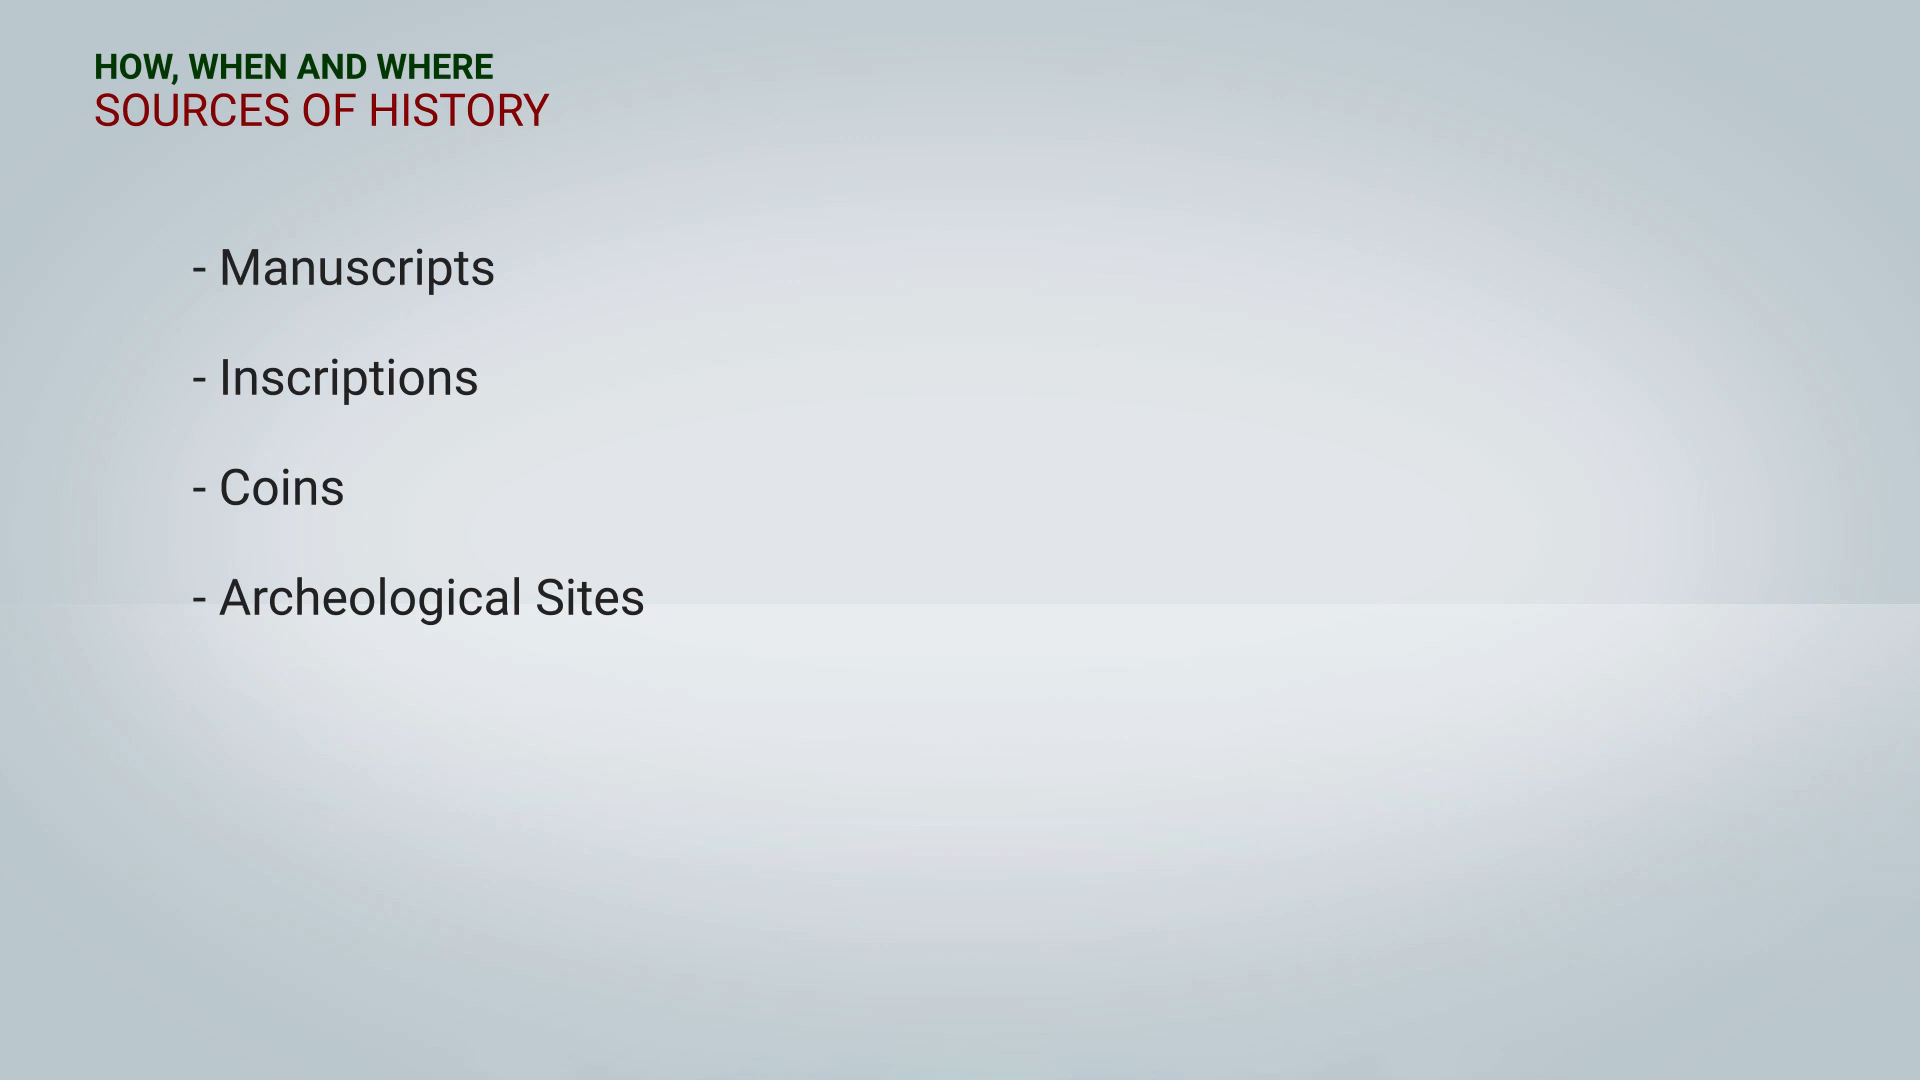 HOW, WHEN AND WHERE
SOURCES OF HISTORY
- Manuscripts
- Inscriptions
- Coins
- Archeological Sites